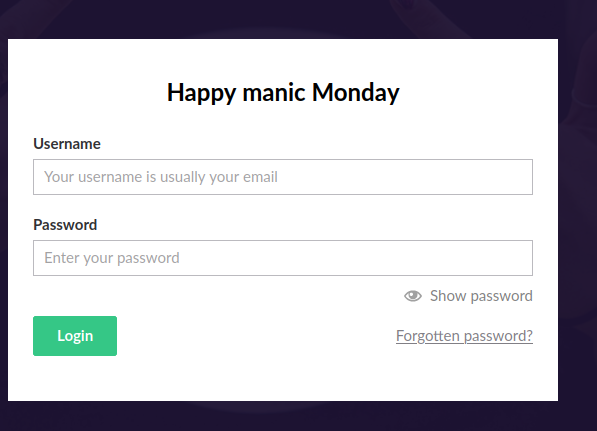 Happy manic Monday
Username
Your username is usually your email
Password
Enter your password
Show password
Login
Forgotten password?